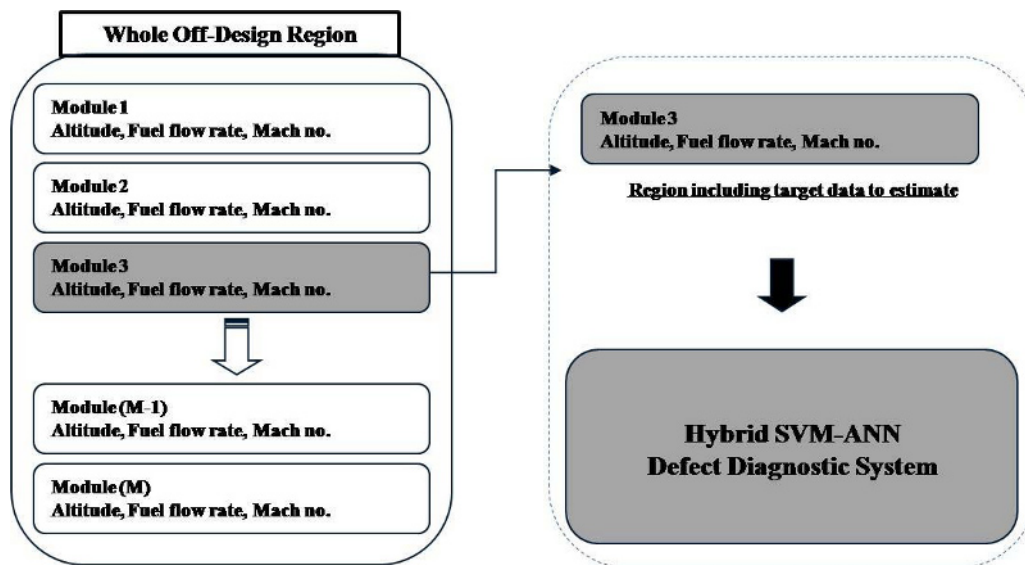 Whole Off-Design Region
Module 1
Altitude, Fuel flow rate, Mach no.
Module 2
Altitude, Fuel flow rate, Mach no.
Module 3
Altitude, Fuel flow rate, Mach no.
Module (M-1)
Altitude, Fuel flow rate, Mach no.
Module (M)
Altitude, Fuel flow rate, Mach no.
Module 3
Altitude, Fuel flow rate, Mach no.
Region including target data to estimate
Hybrid SVM-ANN
Defect Diagnostic System